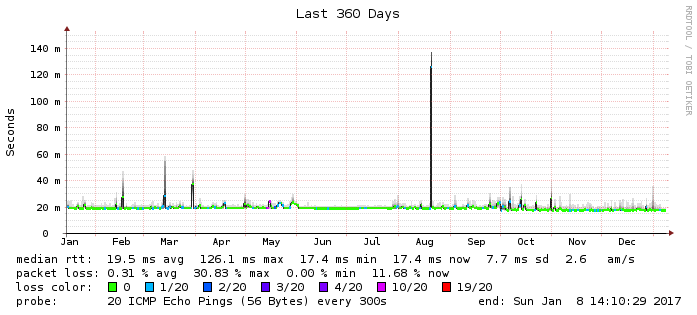 Last 360 Days
RRDTOOL / TOBI OETIKER
Seconds
140 m
120 m
100 m
80 m
60 m
40 m
20 m
0
Jan Feb Mar Apr May Jun Jul Aug Sep Oct Nov Dec
median rtt: 19.5 ms avg 126.1 ms max 17.4 ms min 17.4 ms now 7.7 ms sd 2.6 am/s
packet loss: 0.31 % avg 30.83 % max 0.00 % min 11.68 % now
loss color: 0 1/20 2/20 3/20 4/20 10/20 19/20
probe: 20 ICMP Echo Pings (56 Bytes) every 300s end: Sun Jan 8 14:10:29 2017